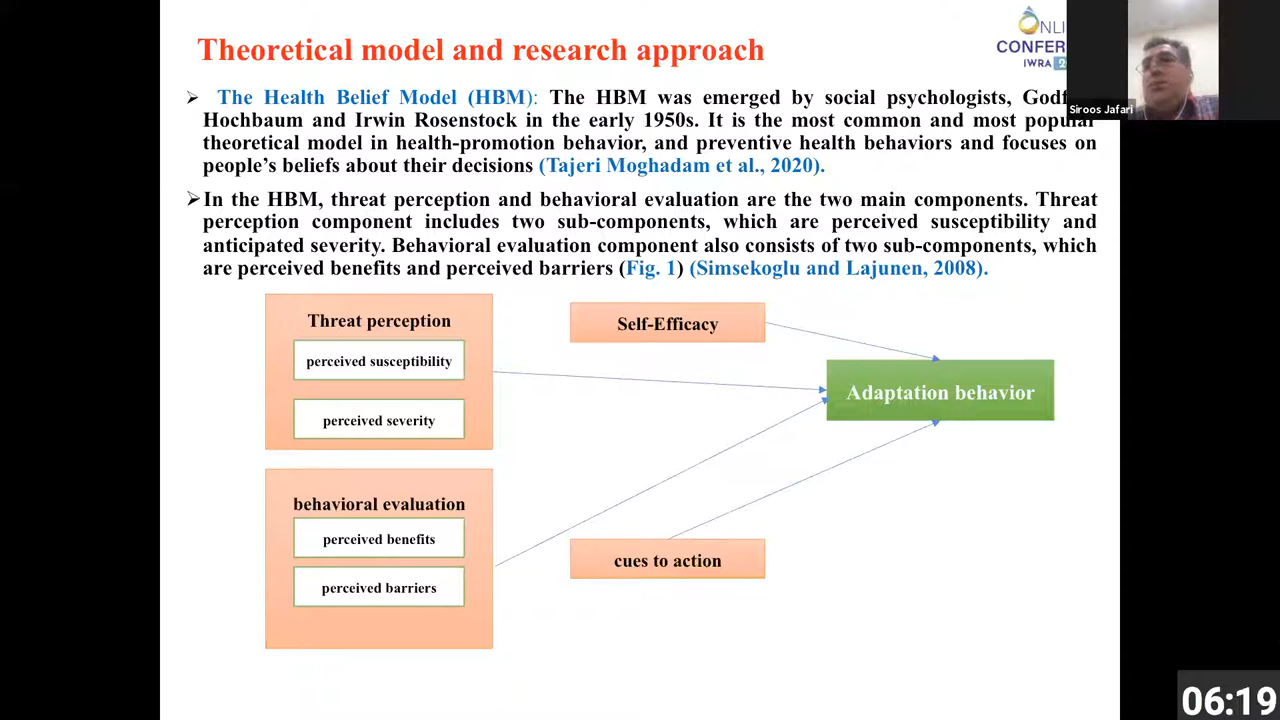 Theoretical model and research approach
NLI
CONFER
IWRA 2
Siroos Jafari
➢ The Health Belief Model (HBM): The HBM was emerged by social psychologists, Godf
Hochbaum and Irwin Rosenstock in the early 1950s. It is the most common and most popular
theoretical model in health-promotion behavior, and preventive health behaviors and focuses on
people’s beliefs about their decisions (Tajeri Moghadam et al., 2020).
➢ In the HBM, threat perception and behavioral evaluation are the two main components. Threat
perception component includes two sub-components, which are perceived susceptibility and
anticipated severity. Behavioral evaluation component also consists of two sub-components, which
are perceived benefits and perceived barriers (Fig. 1) (Simsekoglu and Lajunen, 2008).
Threat perception
perceived susceptibility
perceived severity
behavioral evaluation
perceived benefits
perceived barriers
Self-Efficacy
cues to action
Adaptation behavior
06:19